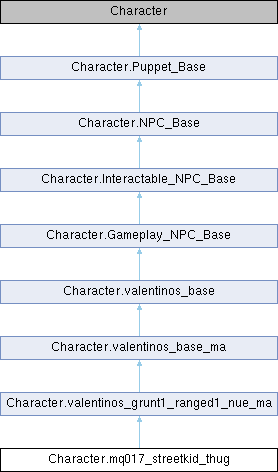 Character
Character.Puppet_Base
Character.NPC_Base
Character.Interactable_NPC_Base
Character.Gameplay_NPC_Base
Character.valentinos_base
Character.valentinos_base_ma
Character.valentinos_grunt1_ranged1_nue_ma
Character.mq017_streetkid_thug